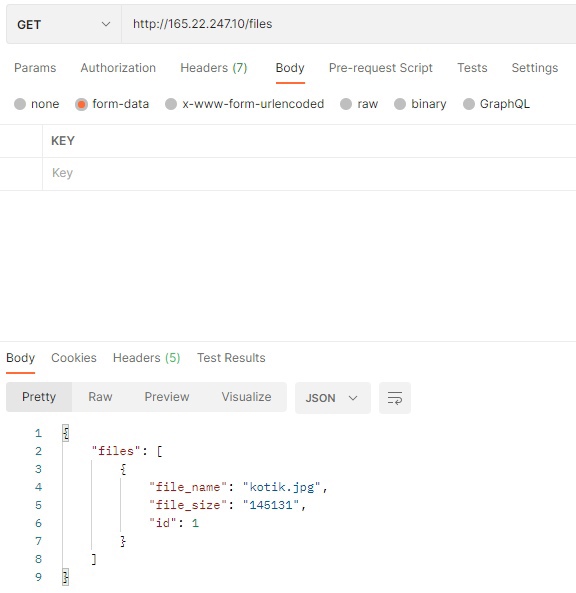 GET http://165.22.247.10/files
Params Authorization Headers (7) Body Pre-request Script Tests Settings
none form-data x-www-form-urlencoded raw binary GraphQL
KEY
Key
Body Cookies Headers (5) Test Results
Pretty Raw Preview Visualize JSON
1 {
2 "files": [
3 {
4 "file_name": "kotik.jpg",
5 "file_size": "145131",
6 "id": 1
7 }
8 ]
9 }